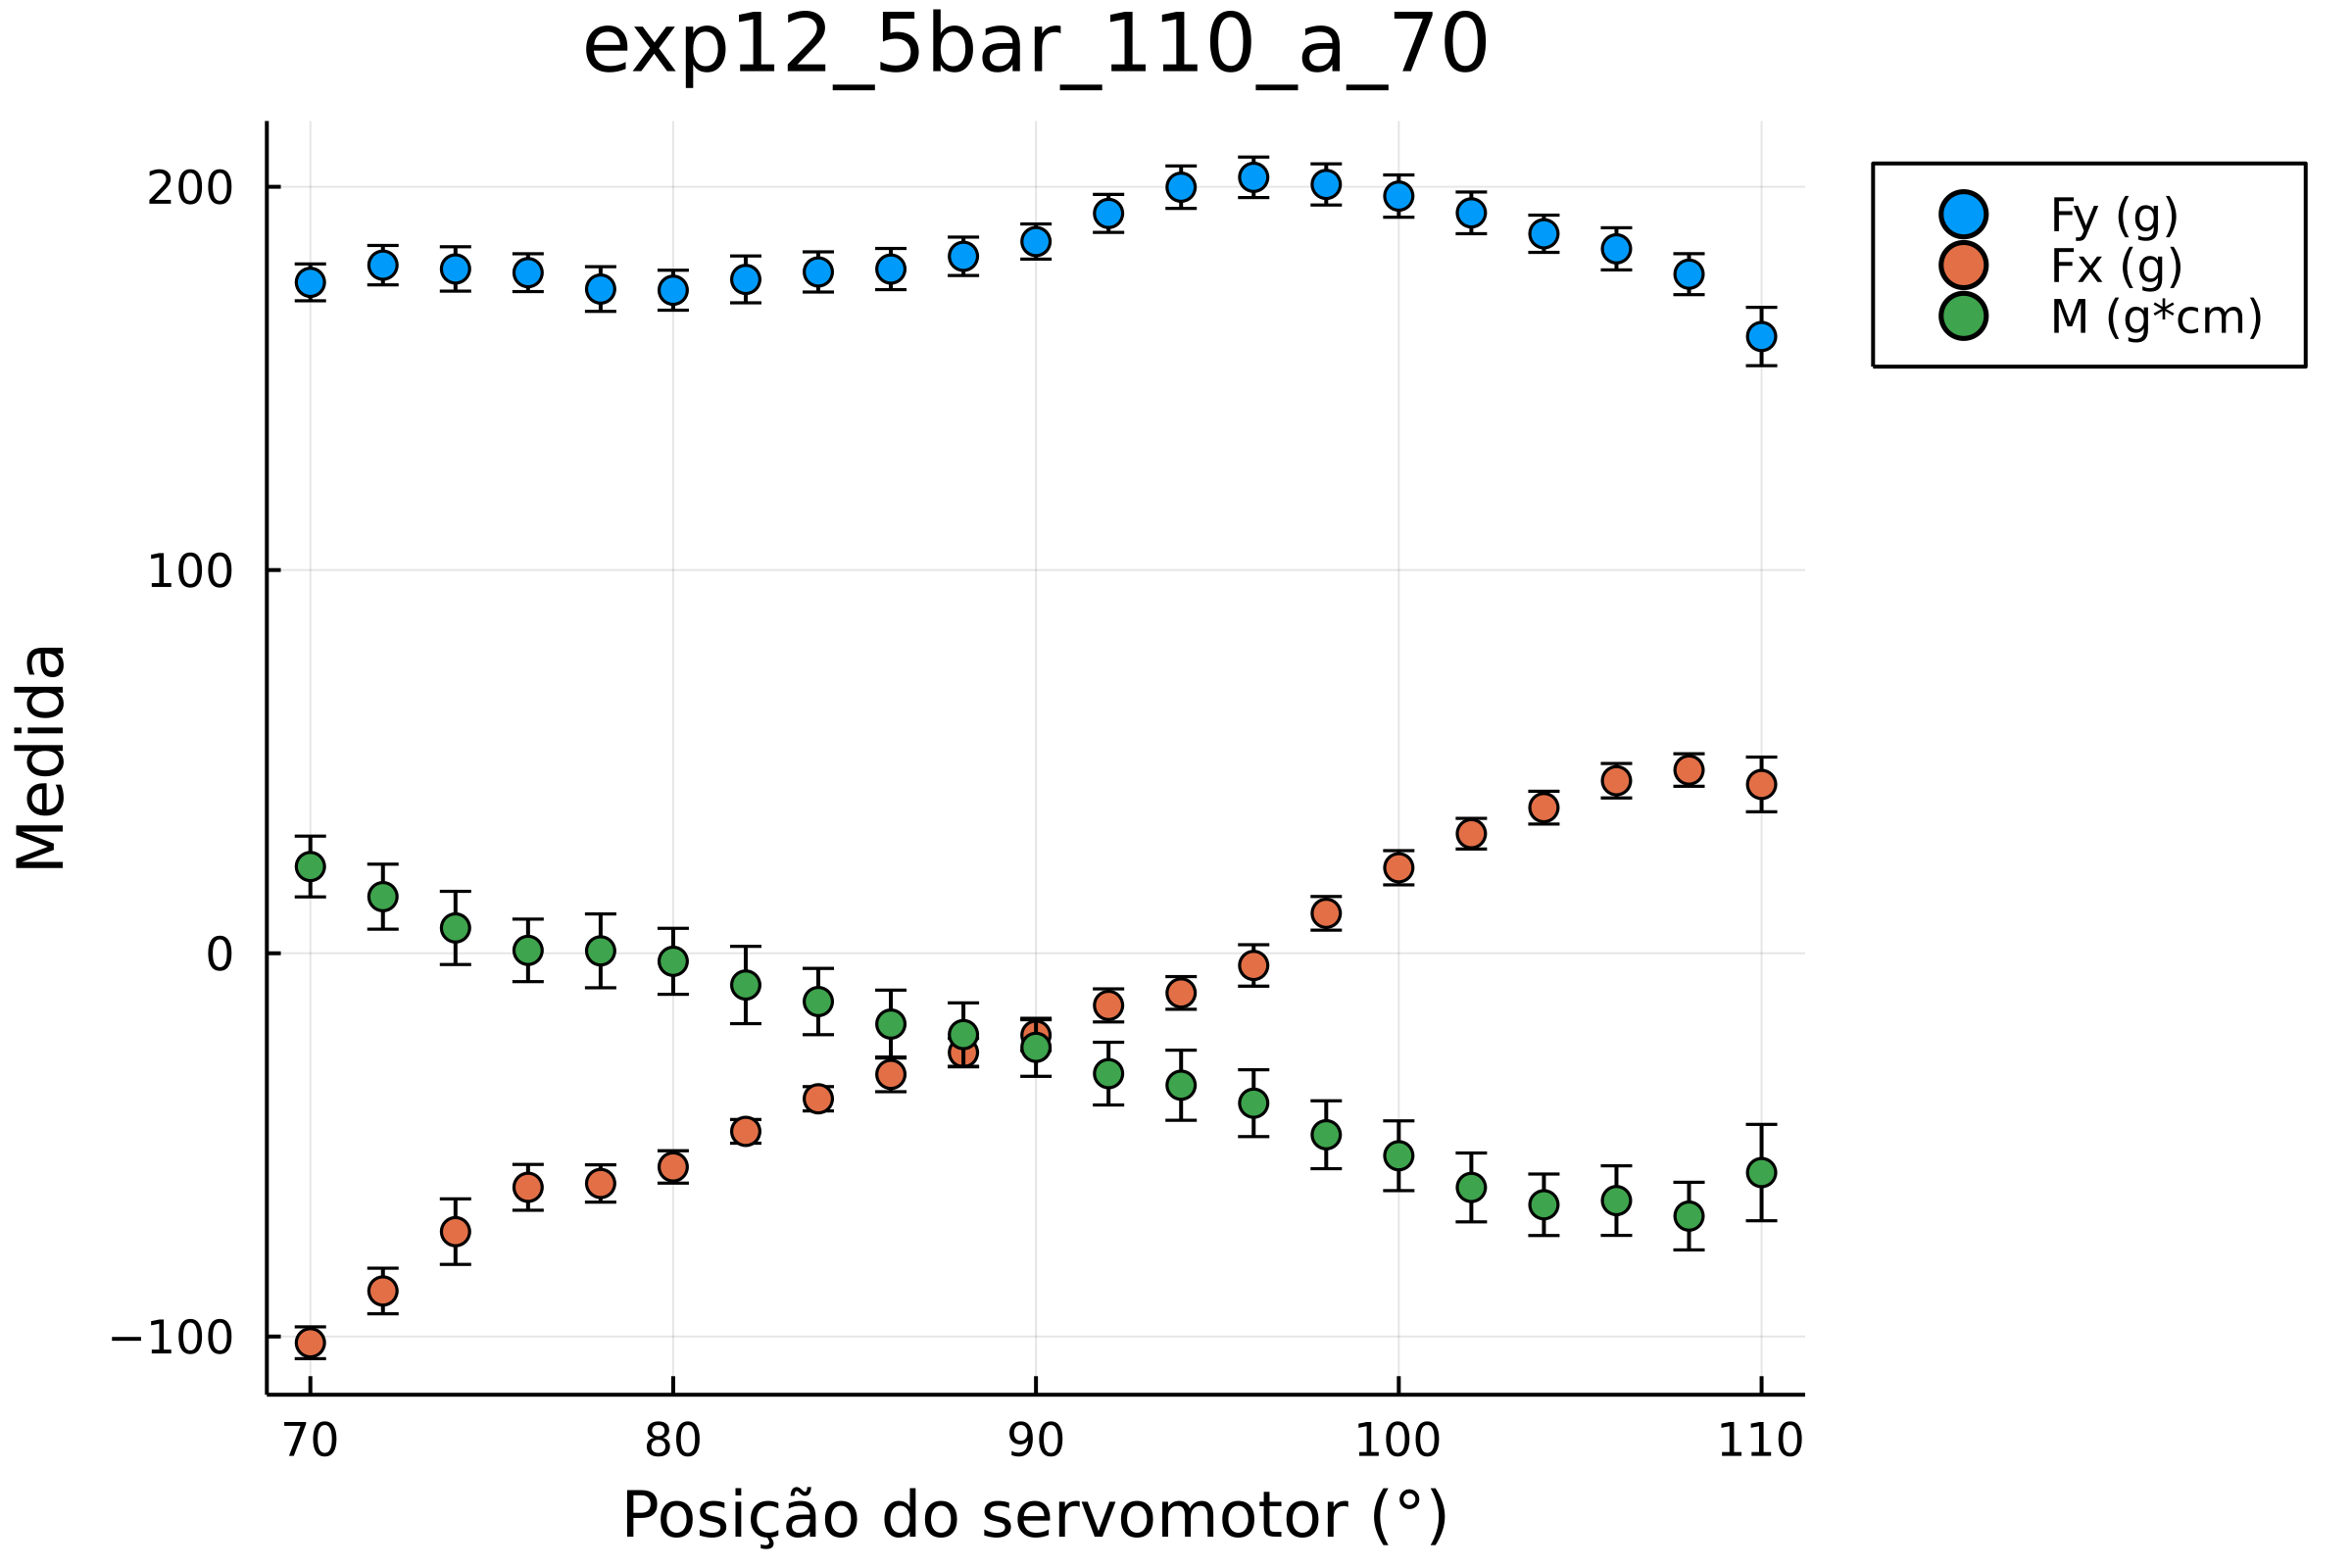 exp12_5bar_110_a_70
200
100
0
−100
Medida
70 80 90 100 110
Posição do servomotor (°)
Fy (g)
Fx (g)
M (g*cm)